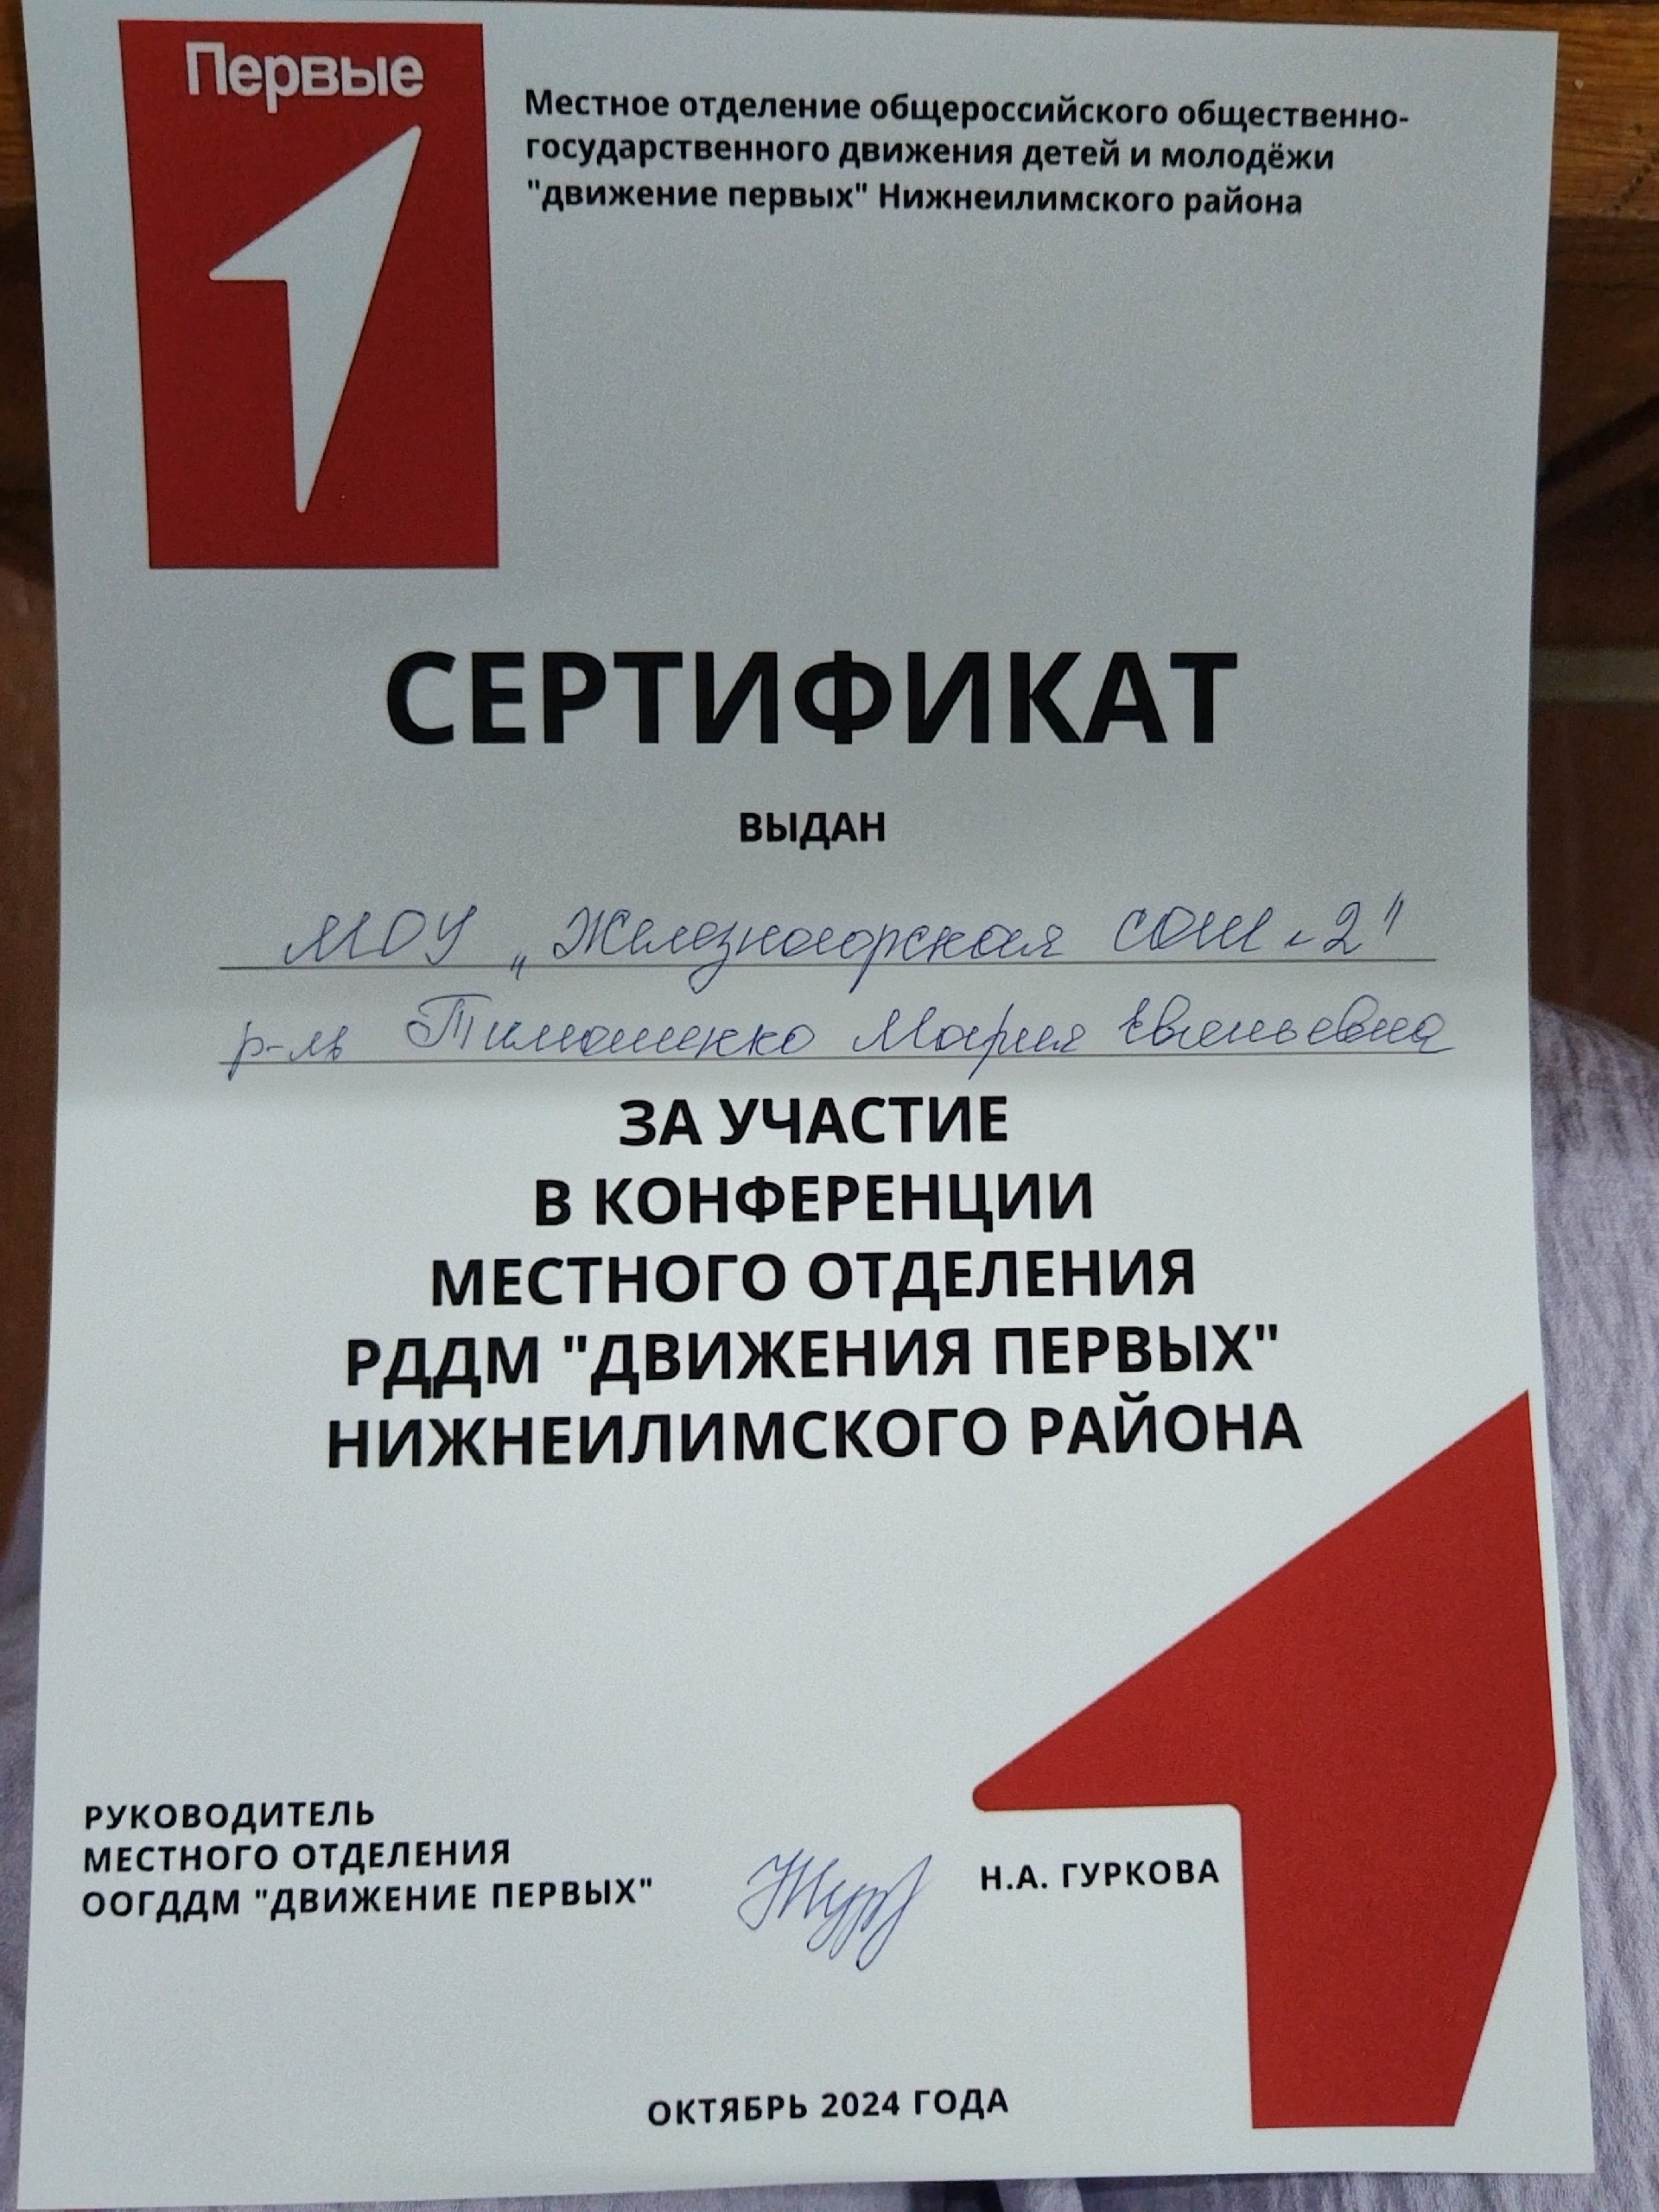 Первые
Местное отделение общероссийского общественно-
государственного движения детей и молодёжи
"движение первых" Нижнеилимского района
СЕРТИФИКАТ
ВЫДАН
МОУ „Железногорская СОШ №2"
р-ль Тимошенко Мария Евгеньевна
ЗА УЧАСТИЕ
В КОНФЕРЕНЦИИ
МЕСТНОГО ОТДЕЛЕНИЯ
РДДМ "ДВИЖЕНИЯ ПЕРВЫХ"
НИЖНЕИЛИМСКОГО РАЙОНА
РУКОВОДИТЕЛЬ
МЕСТНОГО ОТДЕЛЕНИЯ
ООГДДМ "ДВИЖЕНИЕ ПЕРВЫХ"
Н.А. ГУРКОВА
ОКТЯБРЬ 2024 ГОДА